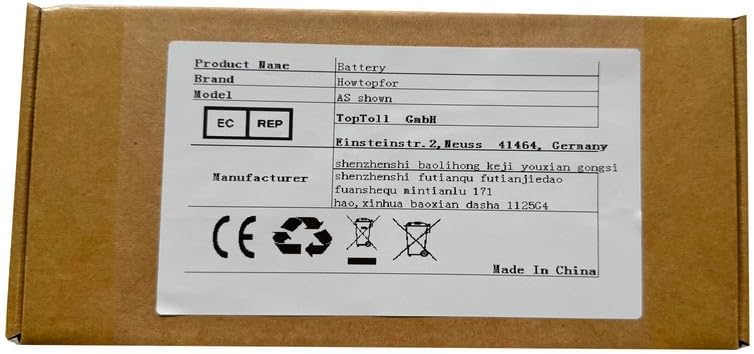 Product Name Battery
Brand Howtopfor
Model AS shown
EC REP TopToll GmbH
Einsteinstr.2,Neuss 41464, Germany
Manufacturer
shenzhenshi baolihong keji youxian gongsi
shenzhenshi futianqu futianjiedao
fuanshequ mintianlu 171
hao,xinhua baoxian dasha 1125G4
CE
Made In China